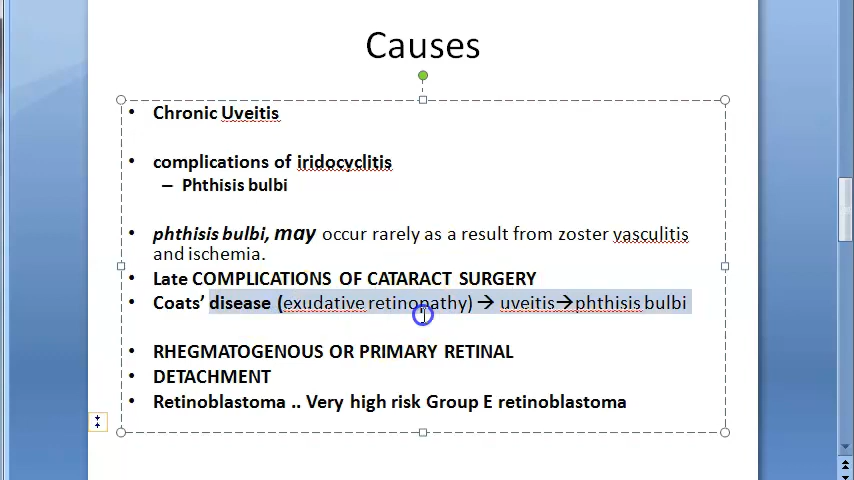 Causes
• Chronic Uveitis
• complications of iridocyclitis
– Phthisis bulbi
• phthisis bulbi, may occur rarely as a result from zoster vasculitis
and ischemia.
• Late COMPLICATIONS OF CATARACT SURGERY
• Coats’ disease (exudative retinopathy) → uveitis→phthisis bulbi
• RHEGMATOGENOUS OR PRIMARY RETINAL
• DETACHMENT
• Retinoblastoma .. Very high risk Group E retinoblastoma